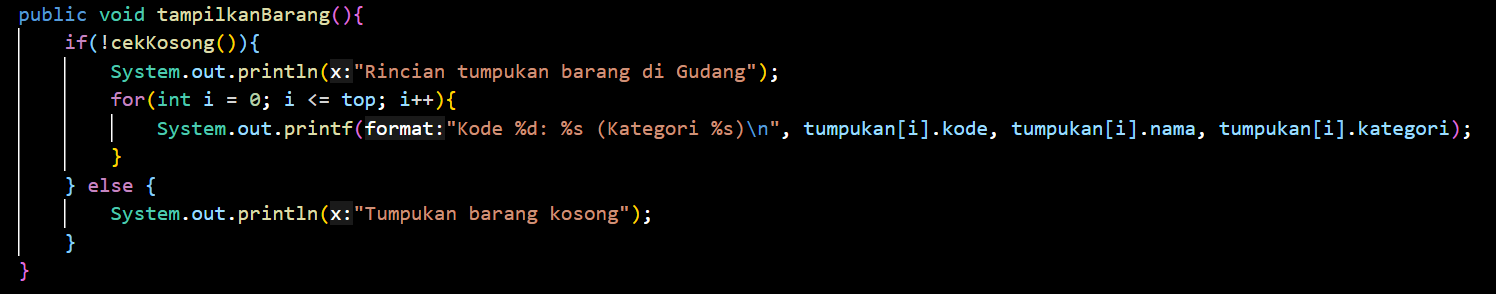 public void tampilkanBarang(){
    if(!cekKosong()){
        System.out.println(x:"Rincian tumpukan barang di Gudang");
        for(int i = 0; i <= top; i++){
            System.out.printf(format:"Kode %d: %s (Kategori %s)\n", tumpukan[i].kode, tumpukan[i].nama, tumpukan[i].kategori);
        }
    } else {
        System.out.println(x:"Tumpukan barang kosong");
    }
}